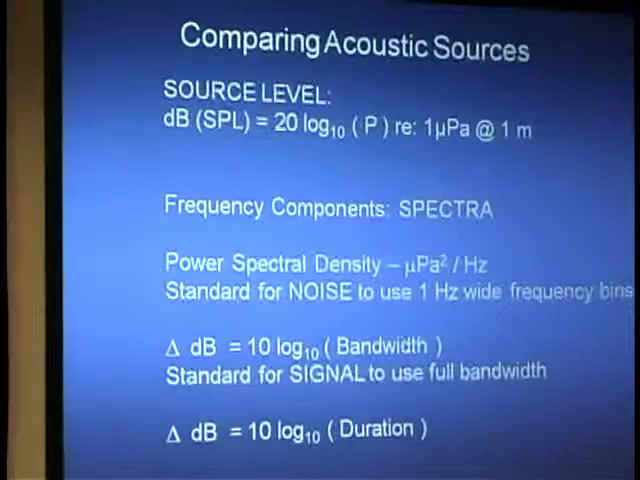 Comparing Acoustic Sources
SOURCE LEVEL:
dB (SPL) = 20 log₁₀ ( P ) re: 1μPa @ 1 m
Frequency Components: SPECTRA
Power Spectral Density – μPa² / Hz
Standard for NOISE to use 1 Hz wide frequency bins
Δ dB = 10 log₁₀ ( Bandwidth )
Standard for SIGNAL to use full bandwidth
Δ dB = 10 log₁₀ ( Duration )